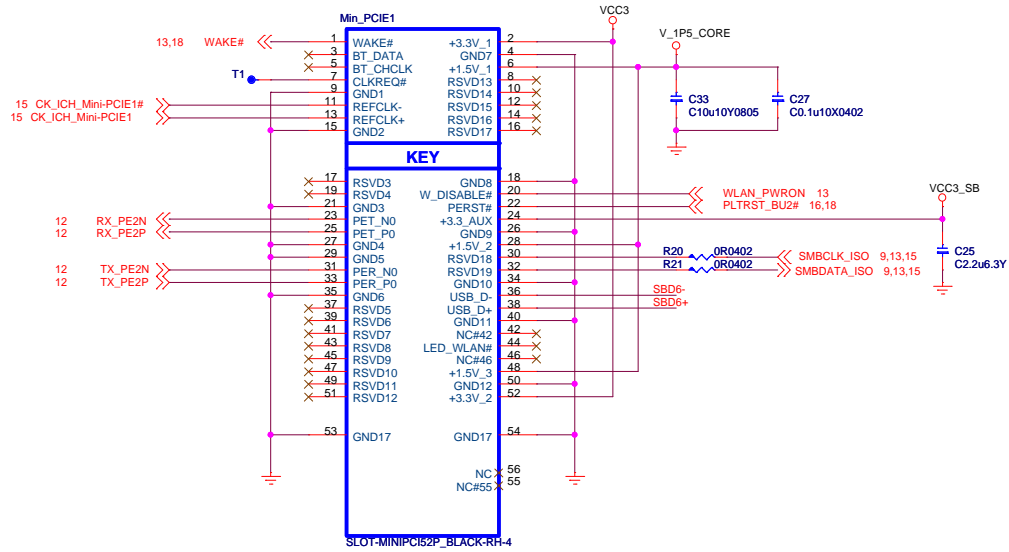 VCC3
Min_PCIE1
V_1P5_CORE
13,18 WAKE# 1 WAKE# +3.3V_1 2
3 BT_DATA GND7 4
5 BT_CHCLK +1.5V_1 6
T1 7 CLKREQ# RSVD13 8
9 GND1 RSVD14 10
15 CK_ICH_Mini-PCIE1# 11 REFCLK- RSVD15 12
15 CK_ICH_Mini-PCIE1 13 REFCLK+ RSVD16 14
15 GND2 RSVD17 16
C33
C10u10Y0805
C27
C0.1u10X0402
KEY
17 RSVD3 GND8 18
19 RSVD4 W_DISABLE# 20 WLAN_PWRON 13
21 GND3 PERST# 22 PLTRST_BU2# 16,18
VCC3_SB
12 RX_PE2N 23 PET_N0 +3.3_AUX 24
12 RX_PE2P 25 PET_P0 GND9 26
27 GND4 +1.5V_2 28
29 GND5 RSVD18 30 R20 0R0402 SMBCLK_ISO 9,13,15
12 TX_PE2N 31 PER_N0 RSVD19 32 R21 0R0402 SMBDATA_ISO 9,13,15
12 TX_PE2P 33 PER_P0 GND10 34
C25
C2.2u6.3Y
35 GND6 USB_D- 36 SBD6-
37 RSVD5 USB_D+ 38 SBD6+
39 RSVD6 GND11 40
41 RSVD7 NC#42 42
43 RSVD8 LED_WLAN# 44
45 RSVD9 NC#46 46
47 RSVD10 +1.5V_3 48
49 RSVD11 GND12 50
51 RSVD12 +3.3V_2 52
53 GND17 GND17 54
NC 56
NC#55 55
SLOT-MINIPCI52P_BLACK-RH-4